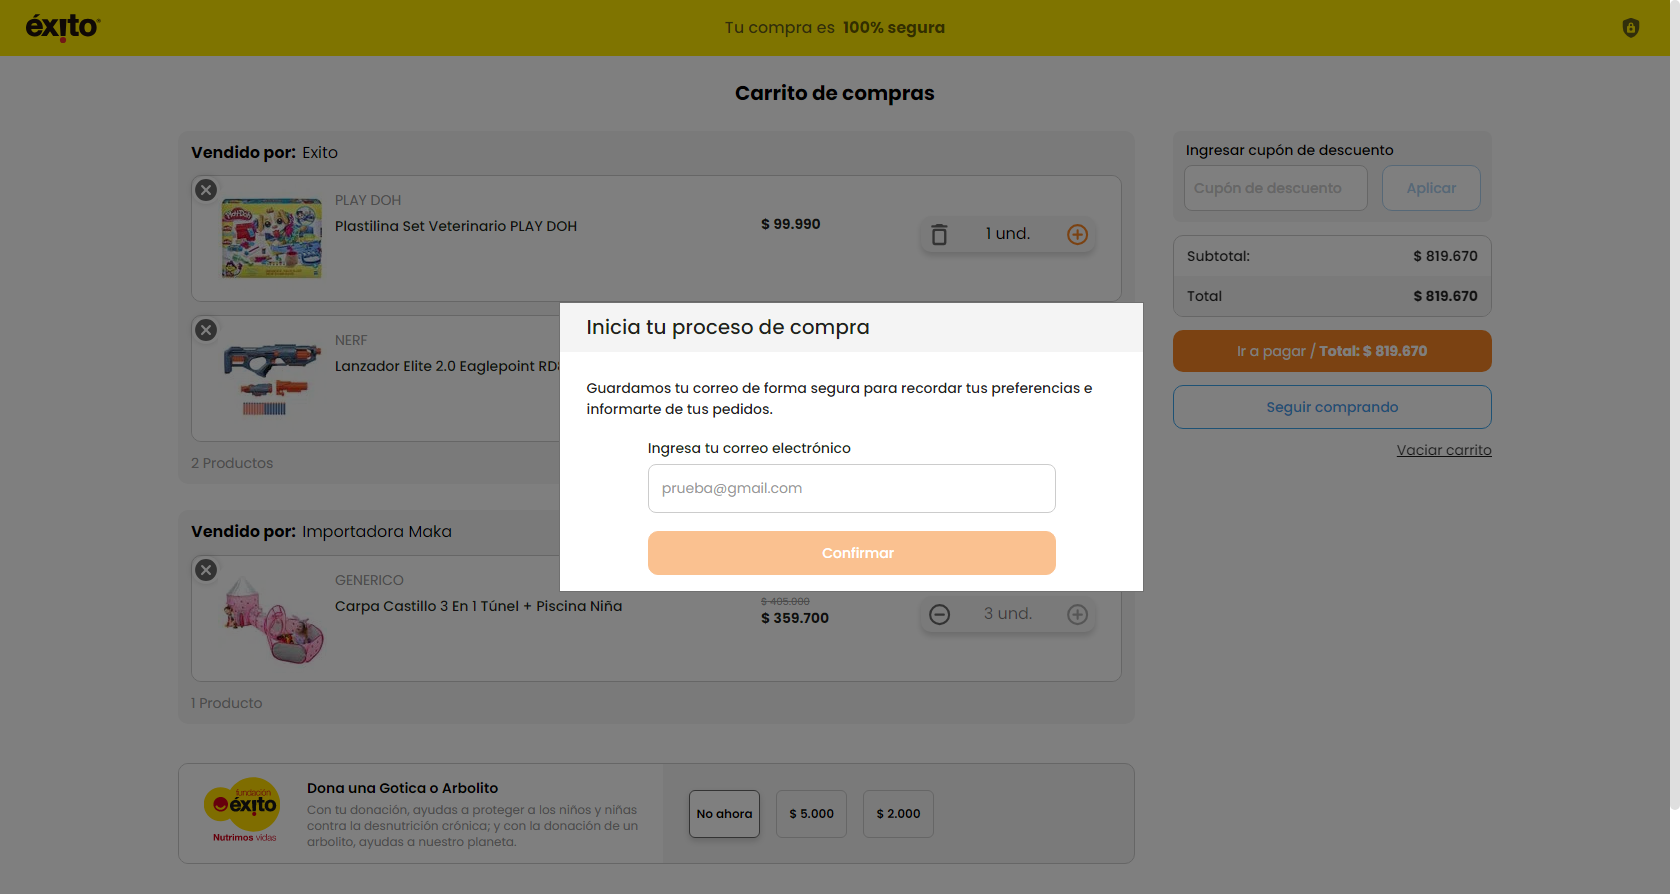 éxito
Tu compra es 100% segura
Carrito de compras
Vendido por: Exito
PLAY DOH
Plastilina Set Veterinario PLAY DOH
$ 99.990
1 und.
NERF
Lanzador Elite 2.0 Eaglepoint RD
2 Productos
Vendido por: Importadora Maka
GENERICO
Carpa Castillo 3 En 1 Túnel + Piscina Niña
$ 405.000
$ 359.700
3 und.
1 Producto
Ingresar cupón de descuento
Cupón de descuento
Aplicar
Subtotal: $ 819.670
Total $ 819.670
Ir a pagar / Total: $ 819.670
Seguir comprando
Vaciar carrito
Inicia tu proceso de compra
Guardamos tu correo de forma segura para recordar tus preferencias e
informarte de tus pedidos.
Ingresa tu correo electrónico
prueba@gmail.com
Confirmar
fundación
éxito
Nutrimos vidas
Dona una Gotica o Arbolito
Con tu donación, ayudas a proteger a los niños y niñas
contra la desnutrición crónica; y con la donación de un
arbolito, ayudas a nuestro planeta.
No ahora
$ 5.000
$ 2.000